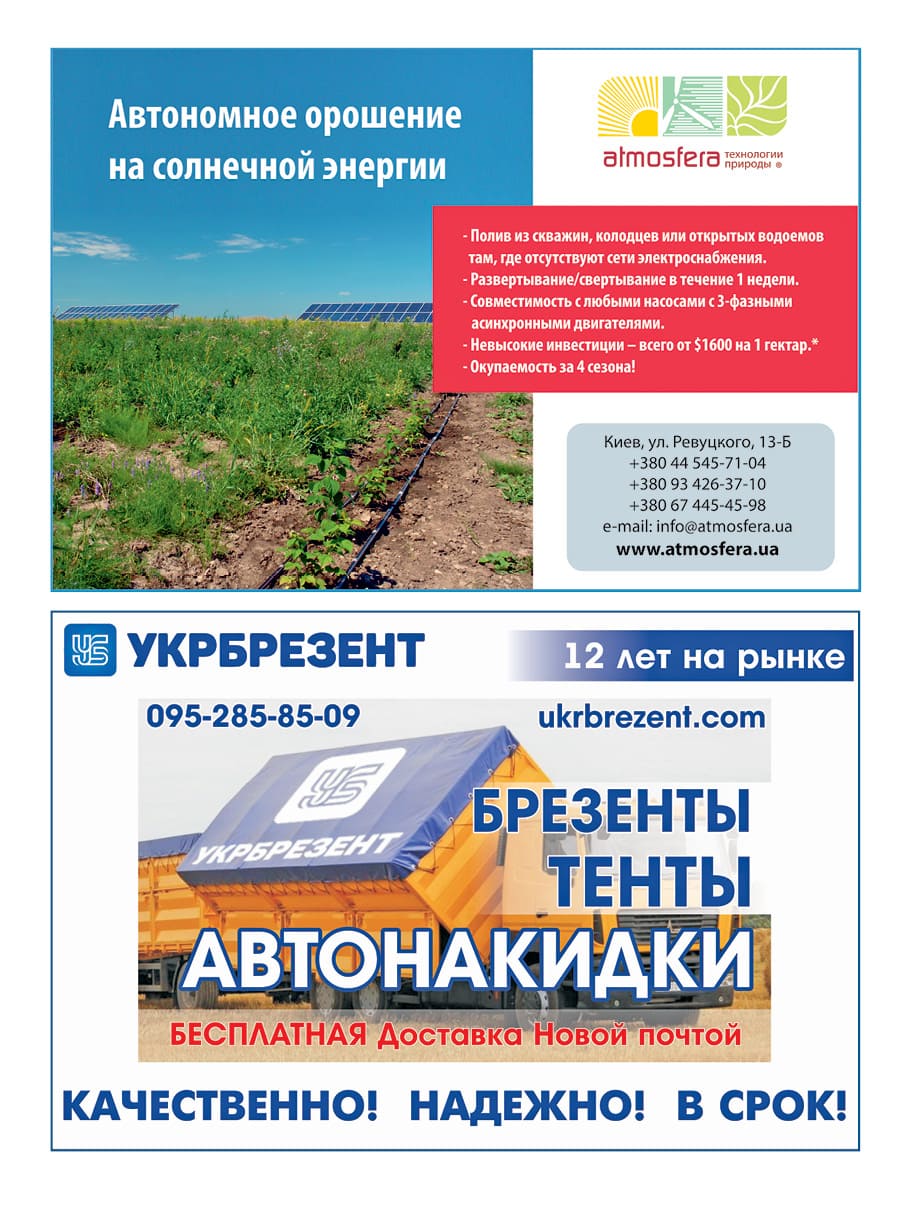 Автономное орошение
на солнечной энергии
atmosfera технологии
природы ®
- Полив из скважин, колодцев или открытых водоемов
там, где отсутствуют сети электроснабжения.
- Развертывание/свертывание в течение 1 недели.
- Совместимость с любыми насосами с 3-фазными
асинхронными двигателями.
- Невысокие инвестиции – всего от $1600 на 1 гектар.*
- Окупаемость за 4 сезона!
Киев, ул. Ревуцкого, 13-Б
+380 44 545-71-04
+380 93 426-37-10
+380 67 445-45-98
e-mail: info@atmosfera.ua
www.atmosfera.ua
УБ УКРБРЕЗЕНТ
12 лет на рынке
095-285-85-09
ukrbrezent.com
УБ
УКРБРЕЗЕНТ
БРЕЗЕНТЫ
ТЕНТЫ
АВТОНАКИДКИ
БЕСПЛАТНАЯ Доставка Новой почтой
КАЧЕСТВЕННО! НАДЕЖНО! В СРОК!